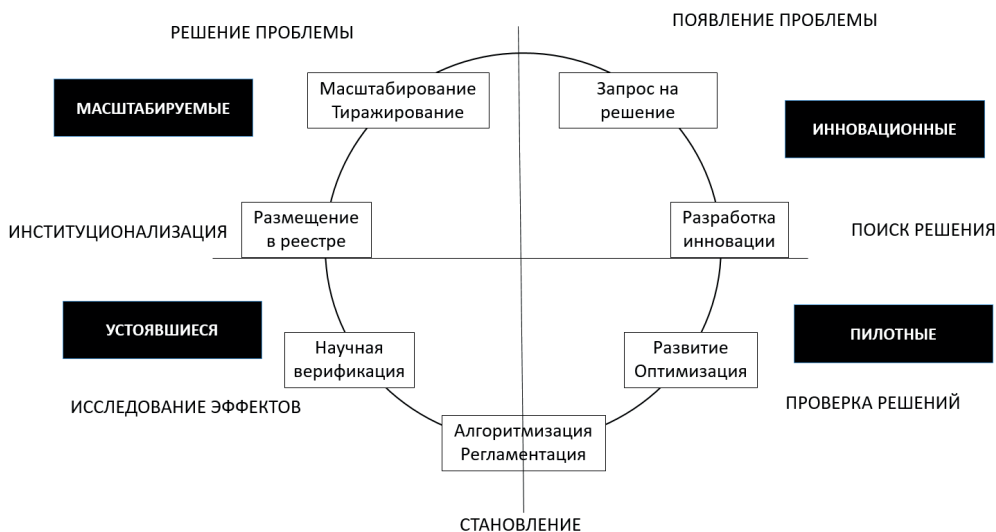 ПОЯВЛЕНИЕ ПРОБЛЕМЫ
РЕШЕНИЕ ПРОБЛЕМЫ
Масштабирование
Тиражирование
Запрос на
решение
МАСШТАБИРУЕМЫЕ
ИННОВАЦИОННЫЕ
ИНСТИТУЦИОНАЛИЗАЦИЯ
Размещение
в реестре
Разработка
инновации
ПОИСК РЕШЕНИЯ
УСТОЯВШИЕСЯ
ПИЛОТНЫЕ
Научная
верификация
Развитие
Оптимизация
ИССЛЕДОВАНИЕ ЭФФЕКТОВ
ПРОВЕРКА РЕШЕНИЙ
Алгоритмизация
Регламентация
СТАНОВЛЕНИЕ